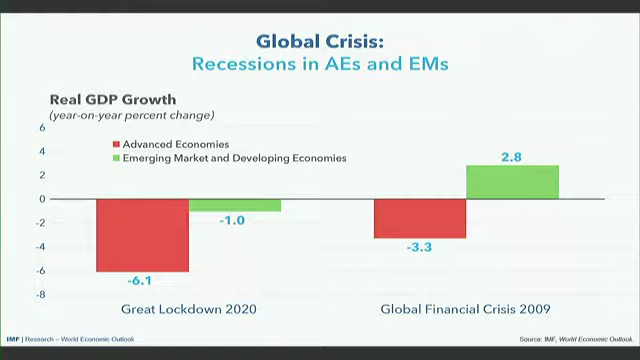 Global Crisis:
Recessions in AEs and EMs
Real GDP Growth
(year-on-year percent change)
6
4
2
0
-2
-4
-6
-8
Advanced Economies
Emerging Market and Developing Economies
-6.1
-1.0
-3.3
2.8
Great Lockdown 2020
Global Financial Crisis 2009
IMF | Research – World Economic Outlook
Source: IMF, World Economic Outlook.